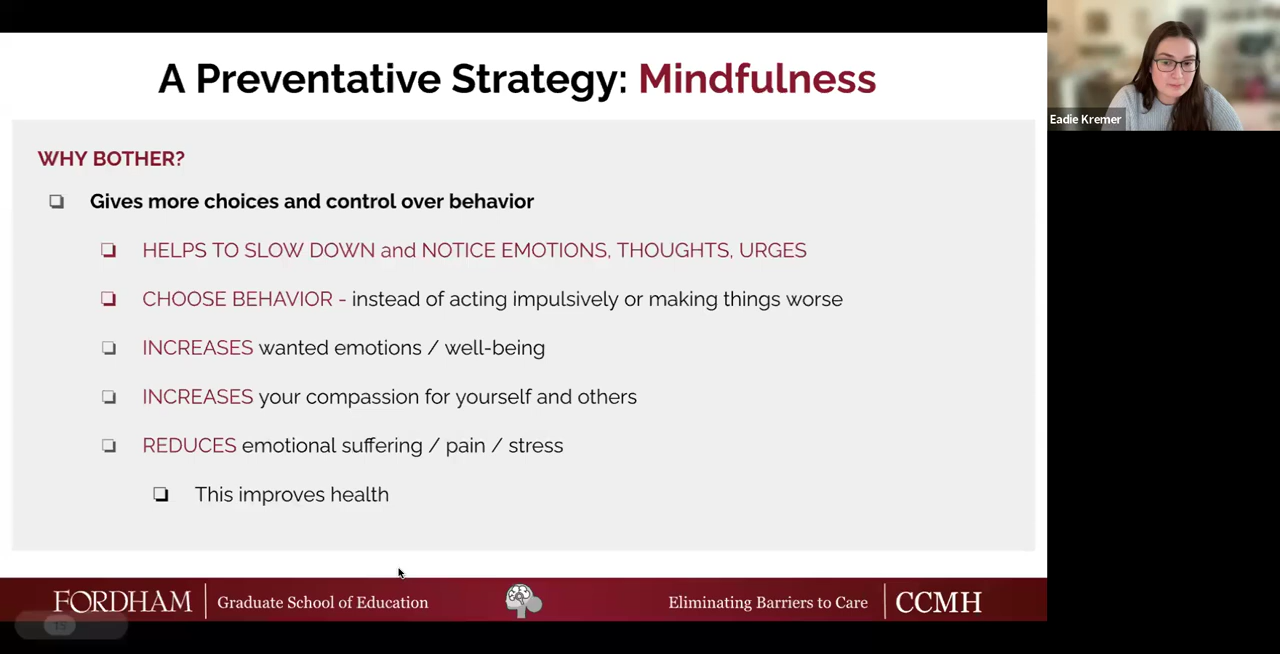 A Preventative Strategy: Mindfulness
Eadie Kremer
WHY BOTHER?
Gives more choices and control over behavior
HELPS TO SLOW DOWN and NOTICE EMOTIONS, THOUGHTS, URGES
CHOOSE BEHAVIOR - instead of acting impulsively or making things worse
INCREASES wanted emotions / well-being
INCREASES your compassion for yourself and others
REDUCES emotional suffering / pain / stress
This improves health
FORDHAM Graduate School of Education Eliminating Barriers to Care CCMH
15